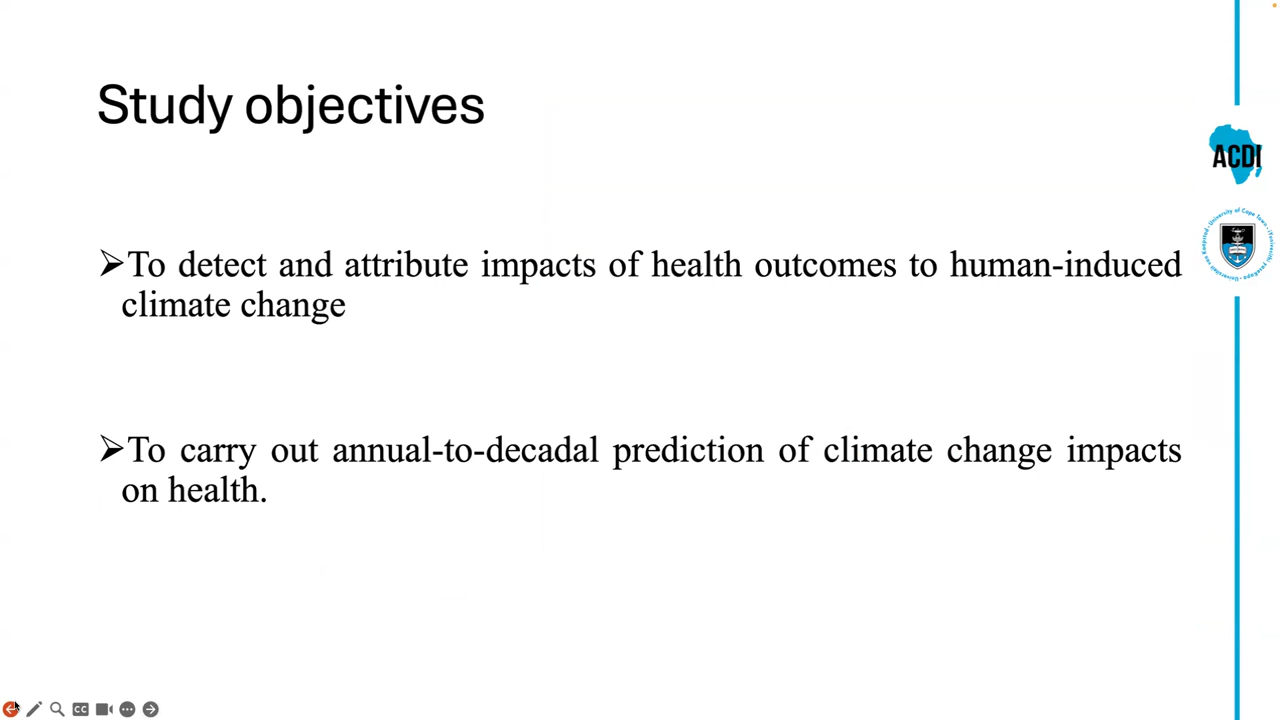 Study objectives
ACDI
➢To detect and attribute impacts of health outcomes to human-induced
climate change
➢To carry out annual-to-decadal prediction of climate change impacts
on health.
CC